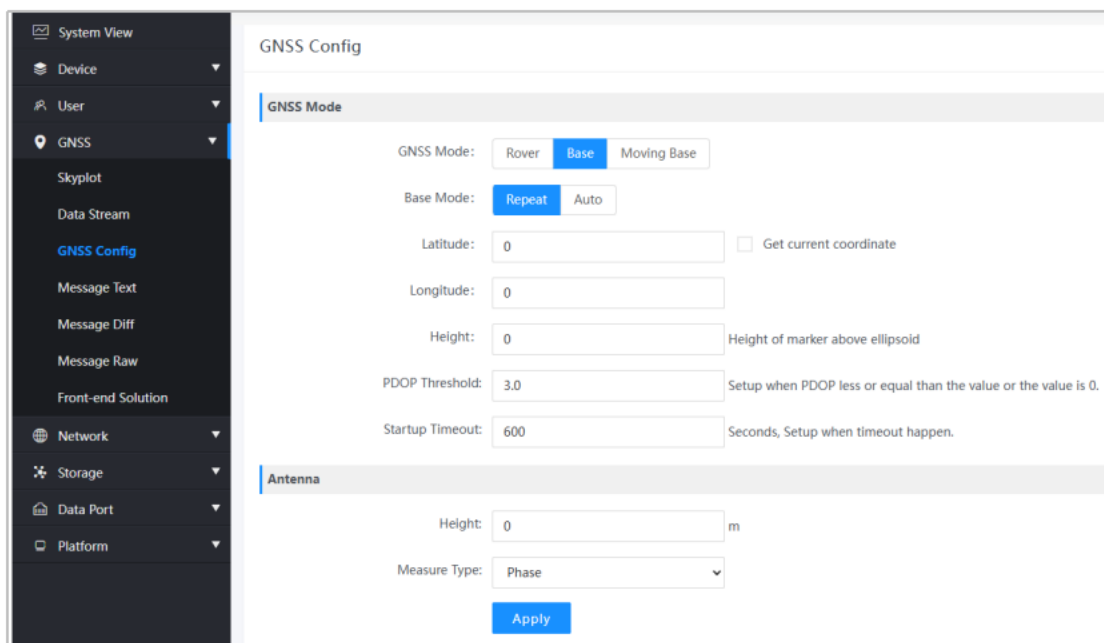 System View
Device
User
GNSS
Skyplot
Data Stream
GNSS Config
Message Text
Message Diff
Message Raw
Front-end Solution
Network
Storage
Data Port
Platform
GNSS Config
GNSS Mode
GNSS Mode: Rover Base Moving Base
Base Mode: Repeat Auto
Latitude: 0 Get current coordinate
Longitude: 0
Height: 0 Height of marker above ellipsoid
PDOP Threshold: 3.0 Setup when PDOP less or equal than the value or the value is 0.
Startup Timeout: 600 Seconds, Setup when timeout happen.
Antenna
Height: 0 m
Measure Type: Phase
Apply